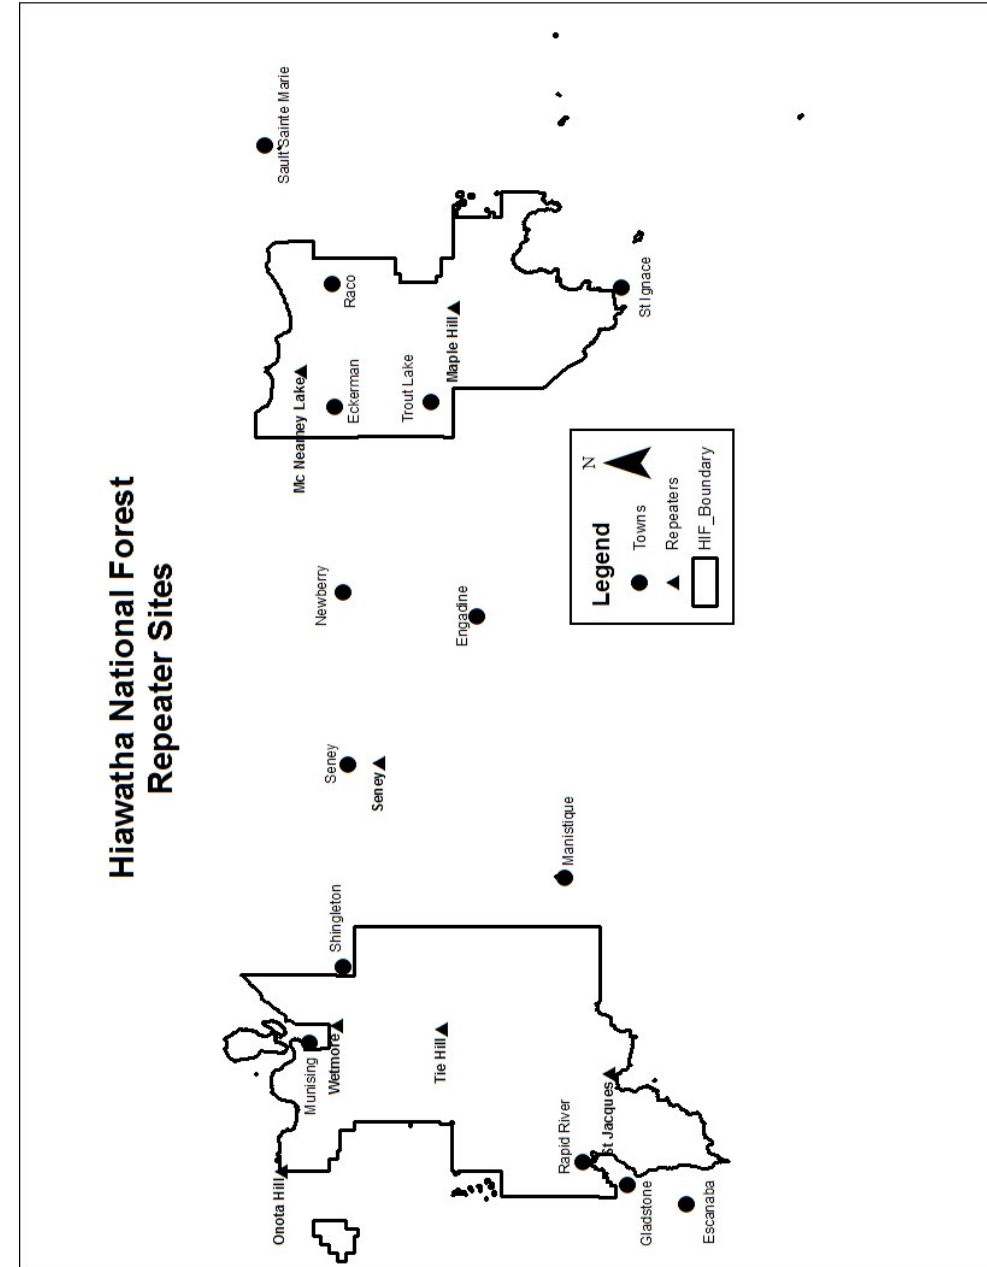 Hiawatha National Forest
Repeater Sites
Onota Hill
Munising
Wetmore
Shingleton
Tie Hill
Rapid River
St Jacques
Gladstone
Escanaba
Manistique
Seney
Seney
Newberry
Engadine
Mc Nearney Lake
Eckerman
Raco
Trout Lake
Maple Hill
St Ignace
Sault Sainte Marie
Legend
N
Towns
Repeaters
HIF_Boundary